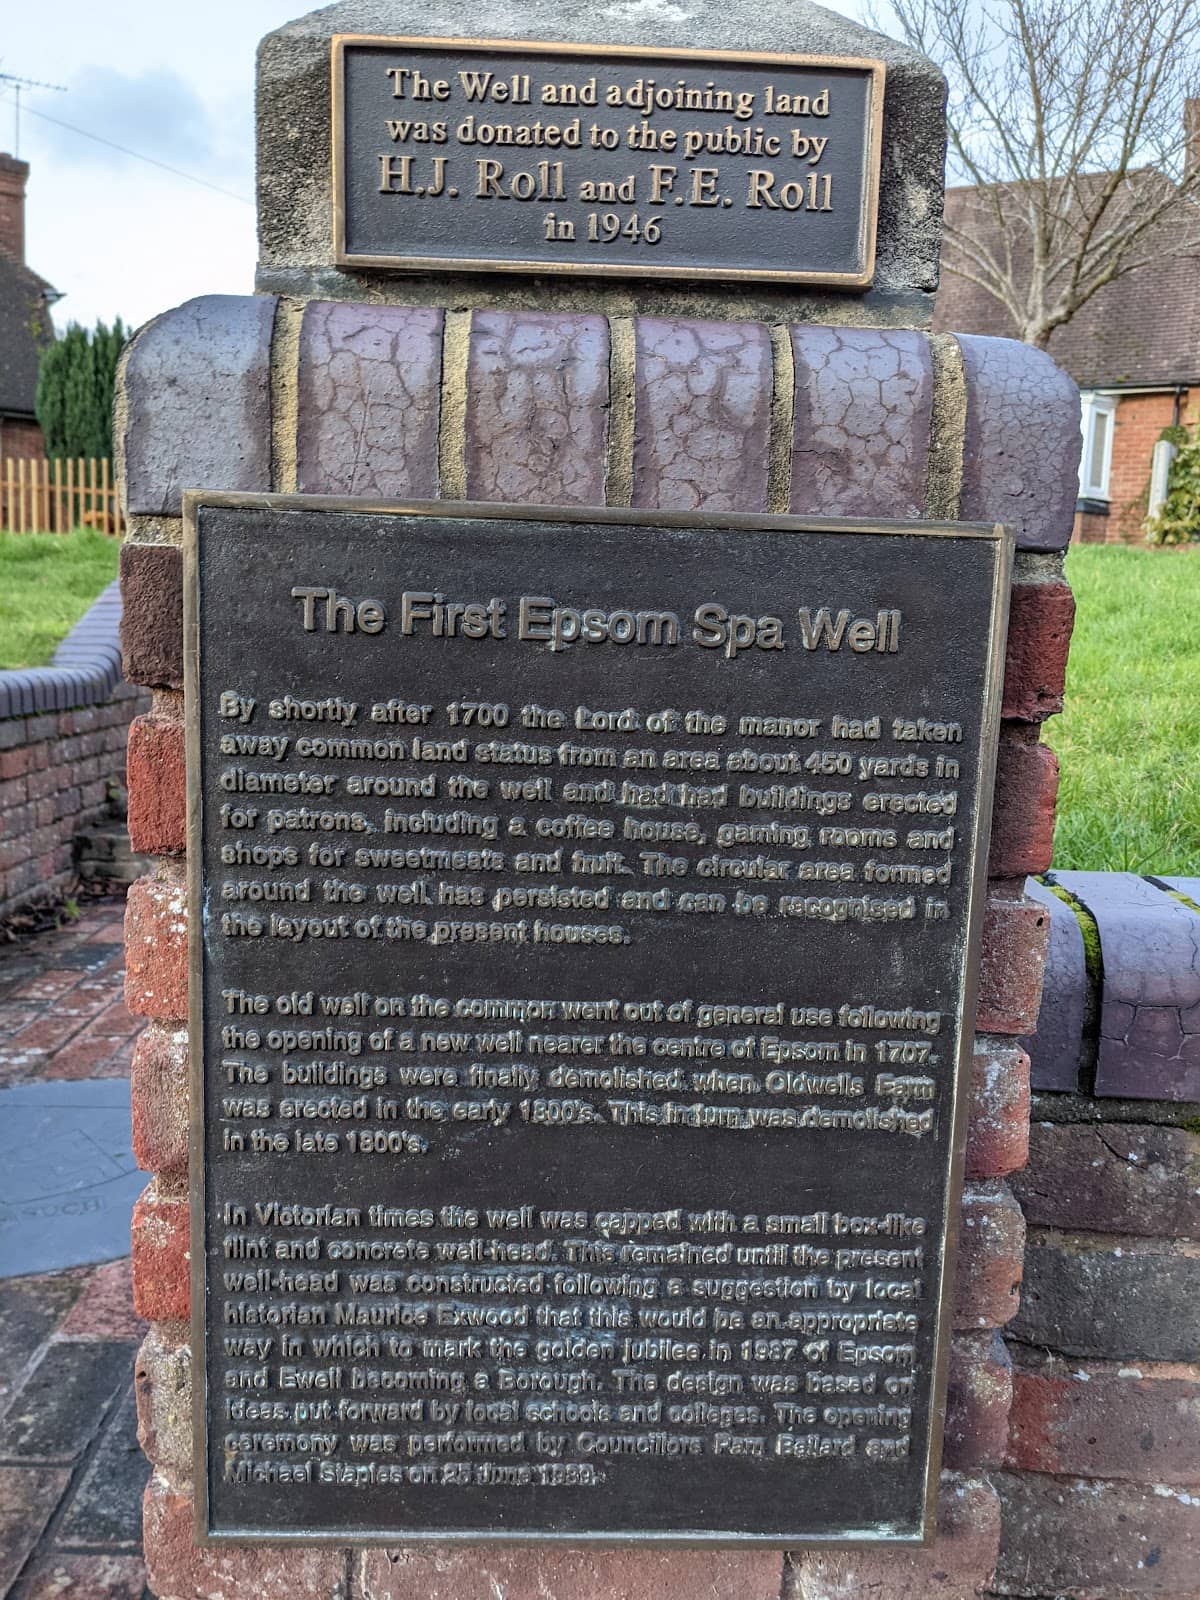 The Well and adjoining land
was donated to the public by
H.J. Roll and F.E. Roll
in 1946
The First Epsom Spa Well
By shortly after 1700 the Lord of the manor had taken
away common land status from an area about 450 yards in
diameter around the well and had had buildings erected
for patrons, including a coffee house, gaming rooms and
shops for sweetmeats and fruit. The circular area formed
around the well has persisted and can be recognised in
the layout of the present houses.
The old well on the common went out of general use following
the opening of a new well nearer the centre of Epsom in 1707.
The buildings were finally demolished when Oldwells Farm
was erected in the early 1800's. This in turn was demolished
in the late 1800's.
In Victorian times the well was capped with a small box-like
flint and concrete well-head. This remained until the present
well-head was constructed following a suggestion by local
historian Maurice Exwood that this would be an appropriate
way in which to mark the golden jubilee in 1987 of Epsom
and Ewell becoming a Borough. The design was based on
ideas put forward by local schools and colleges. The opening
ceremony was performed by Councillors Pam Ballard and
Michael Staples on 25 June 1989.